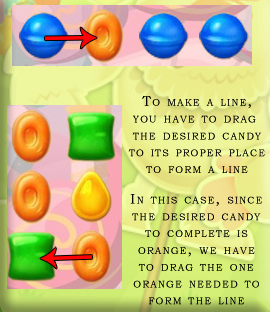 To make a line,
you have to drag
the desired candy
to its proper place
to form a line
In this case, since
the desired candy
to complete is
orange, we have
to drag the one
orange needed to
form the line